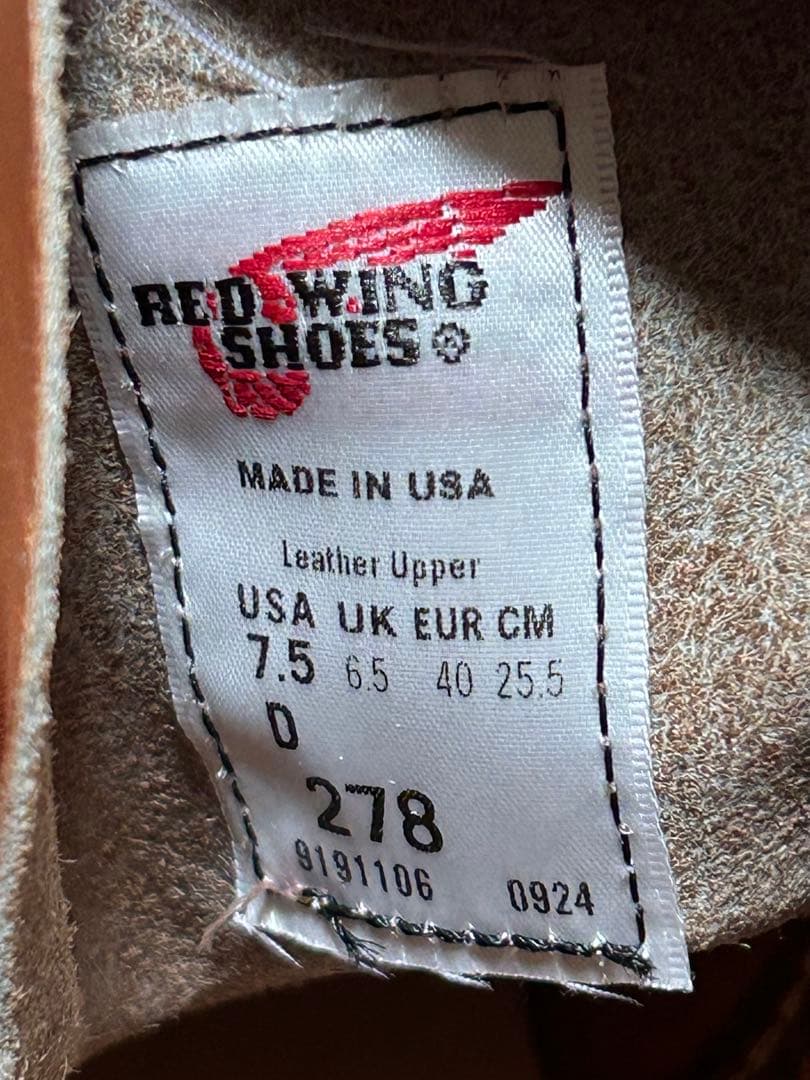 RED WING
SHOES ®
MADE IN USA
Leather Upper
USA UK EUR CM
7.5 6.5 40 25.5
D
278
9191106 0924